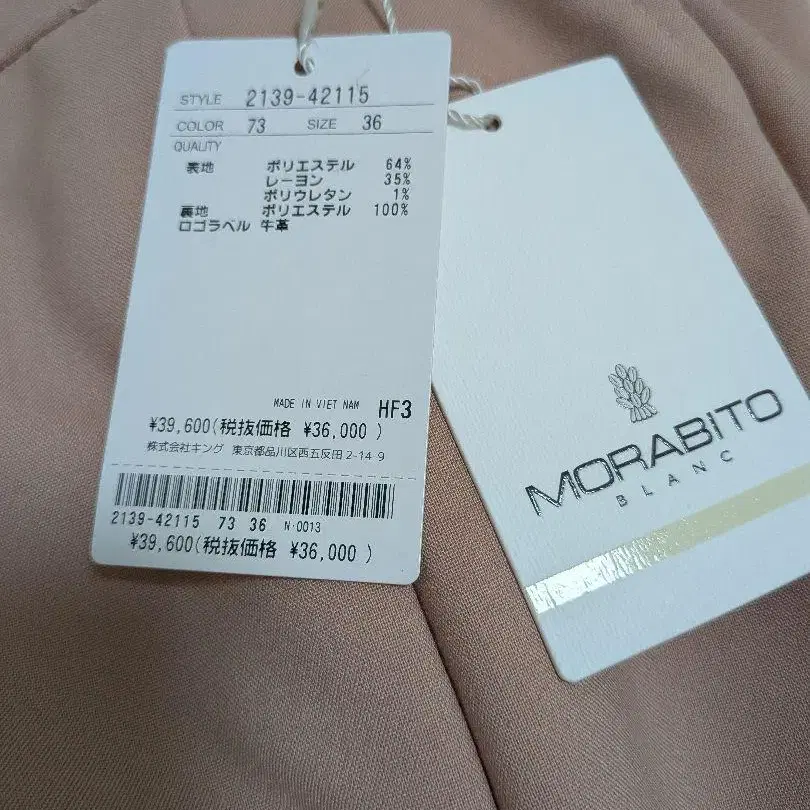 STYLE 2139-42115
COLOR 73 SIZE 36
QUALITY
表地 ポリエステル 64%
レーヨン 35%
ポリウレタン 1%
裏地 ポリエステル 100%
ロゴラベル 牛革
MADE IN VIET NAM HF3
¥39,600(税抜価格 ¥36,000 )
株式会社キング 東京都品川区西五反田 2-14-9
2139-42115 73 36 N-0013
¥39,600(税抜価格 ¥36,000 )
MORABITO
BLANC